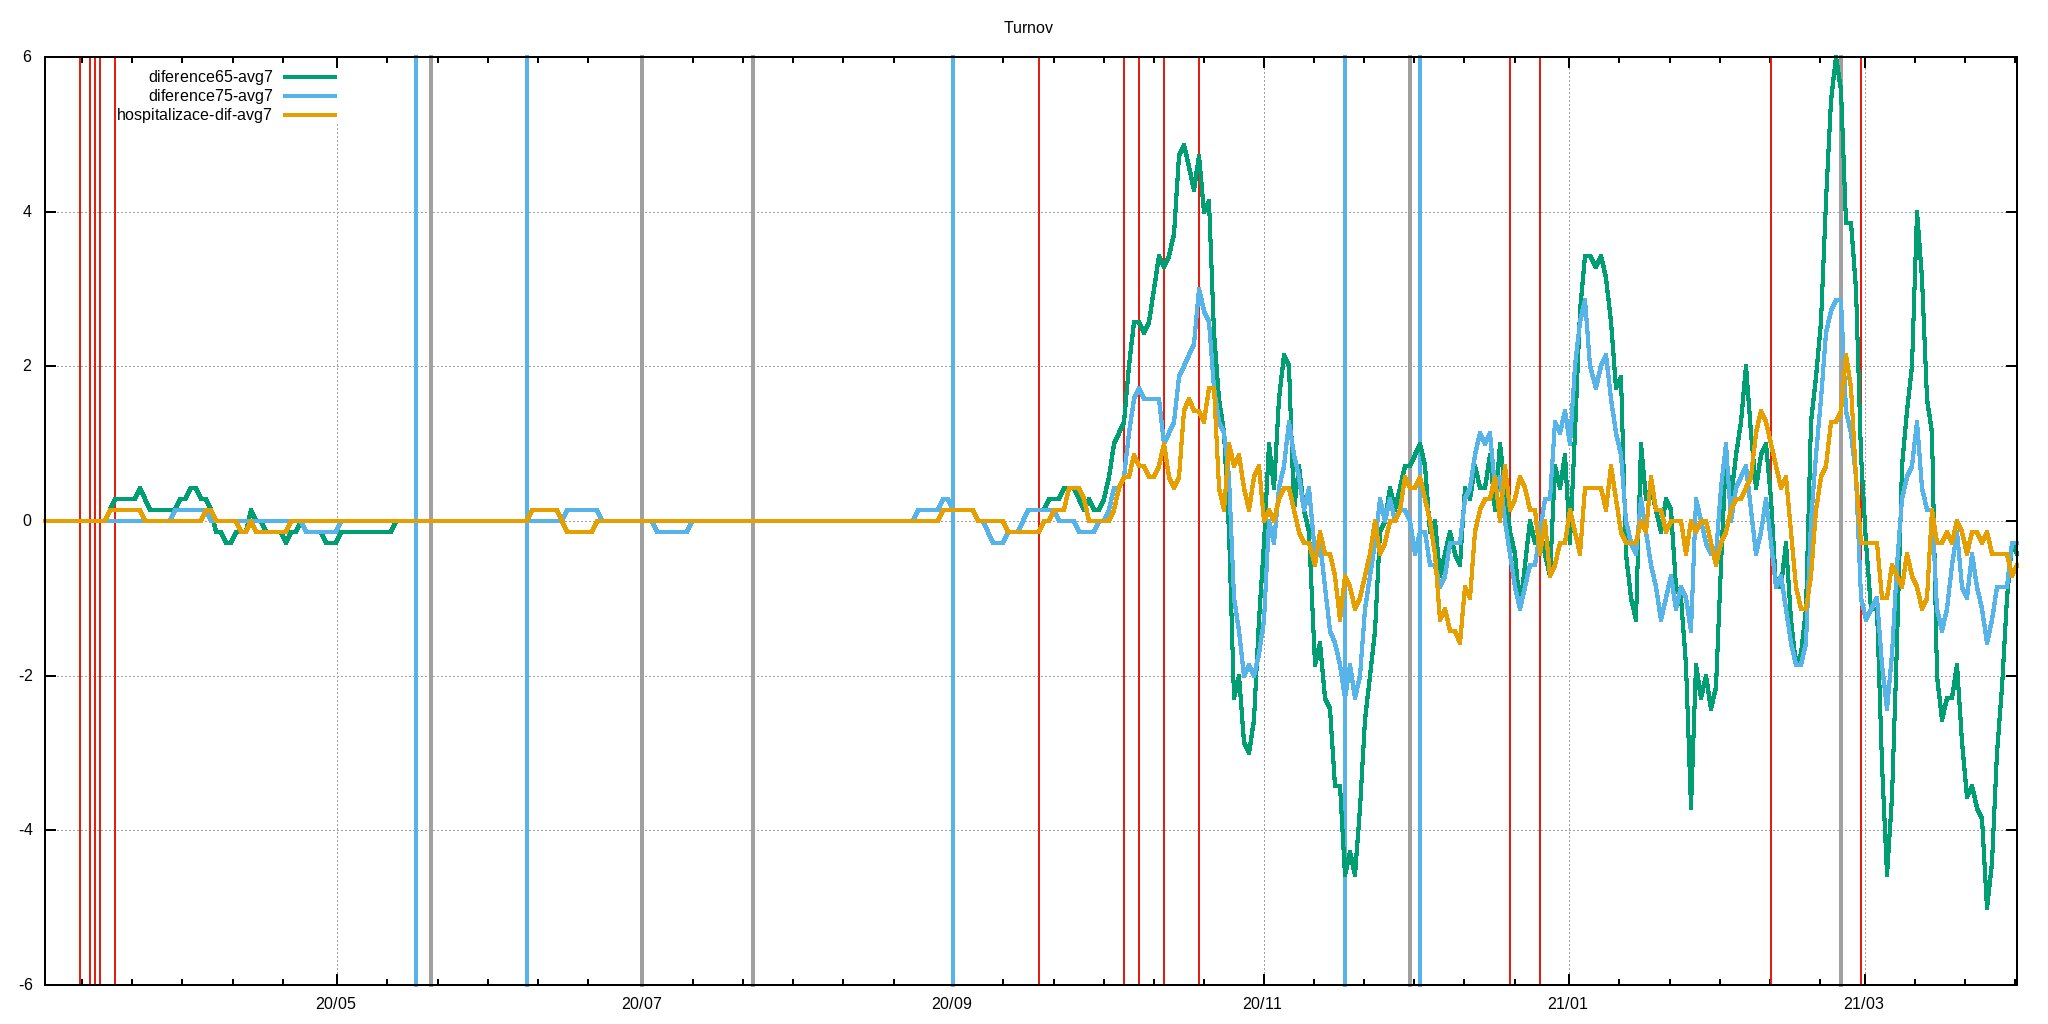 Turnov
6
diference65-avg7
diference75-avg7
hospitalizace-dif-avg7
4
2
0
-2
-4
-6
20/05 20/07 20/09 20/11 21/01 21/03